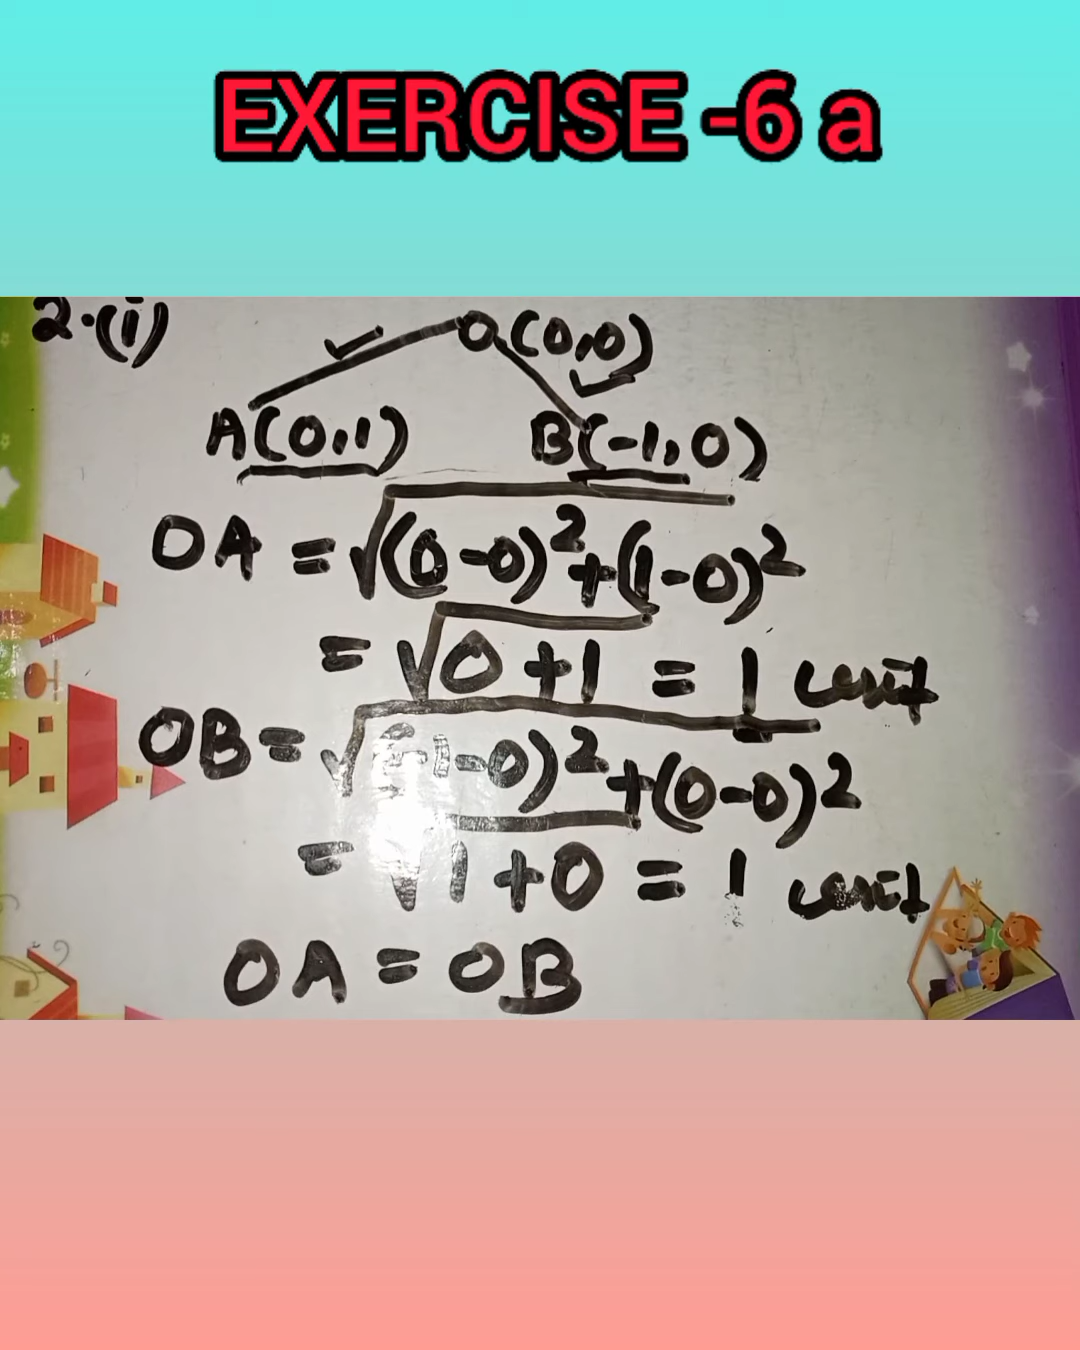 EXERCISE -6 a
2.(i)
O(0,0)
A(0,1) B(-1,0)
OA = √(0-0)²+(1-0)²
= √0+1 = 1 unit
OB = √(-1-0)²+(0-0)²
= √1+0 = 1 unit
OA = OB